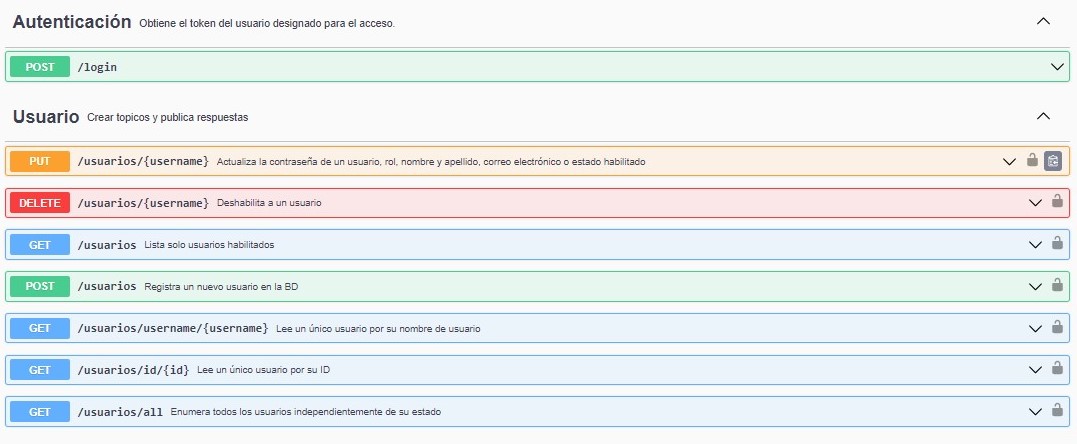 Autenticación Obtiene el token del usuario designado para el acceso.
POST /login
Usuario Crear topicos y publica respuestas
PUT /usuarios/{username} Actualiza la contraseña de un usuario, rol, nombre y apellido, correo electrónico o estado habilitado
DELETE /usuarios/{username} Deshabilita a un usuario
GET /usuarios Lista solo usuarios habilitados
POST /usuarios Registra un nuevo usuario en la BD
GET /usuarios/username/{username} Lee un único usuario por su nombre de usuario
GET /usuarios/id/{id} Lee un único usuario por su ID
GET /usuarios/all Enumera todos los usuarios independientemente de su estado